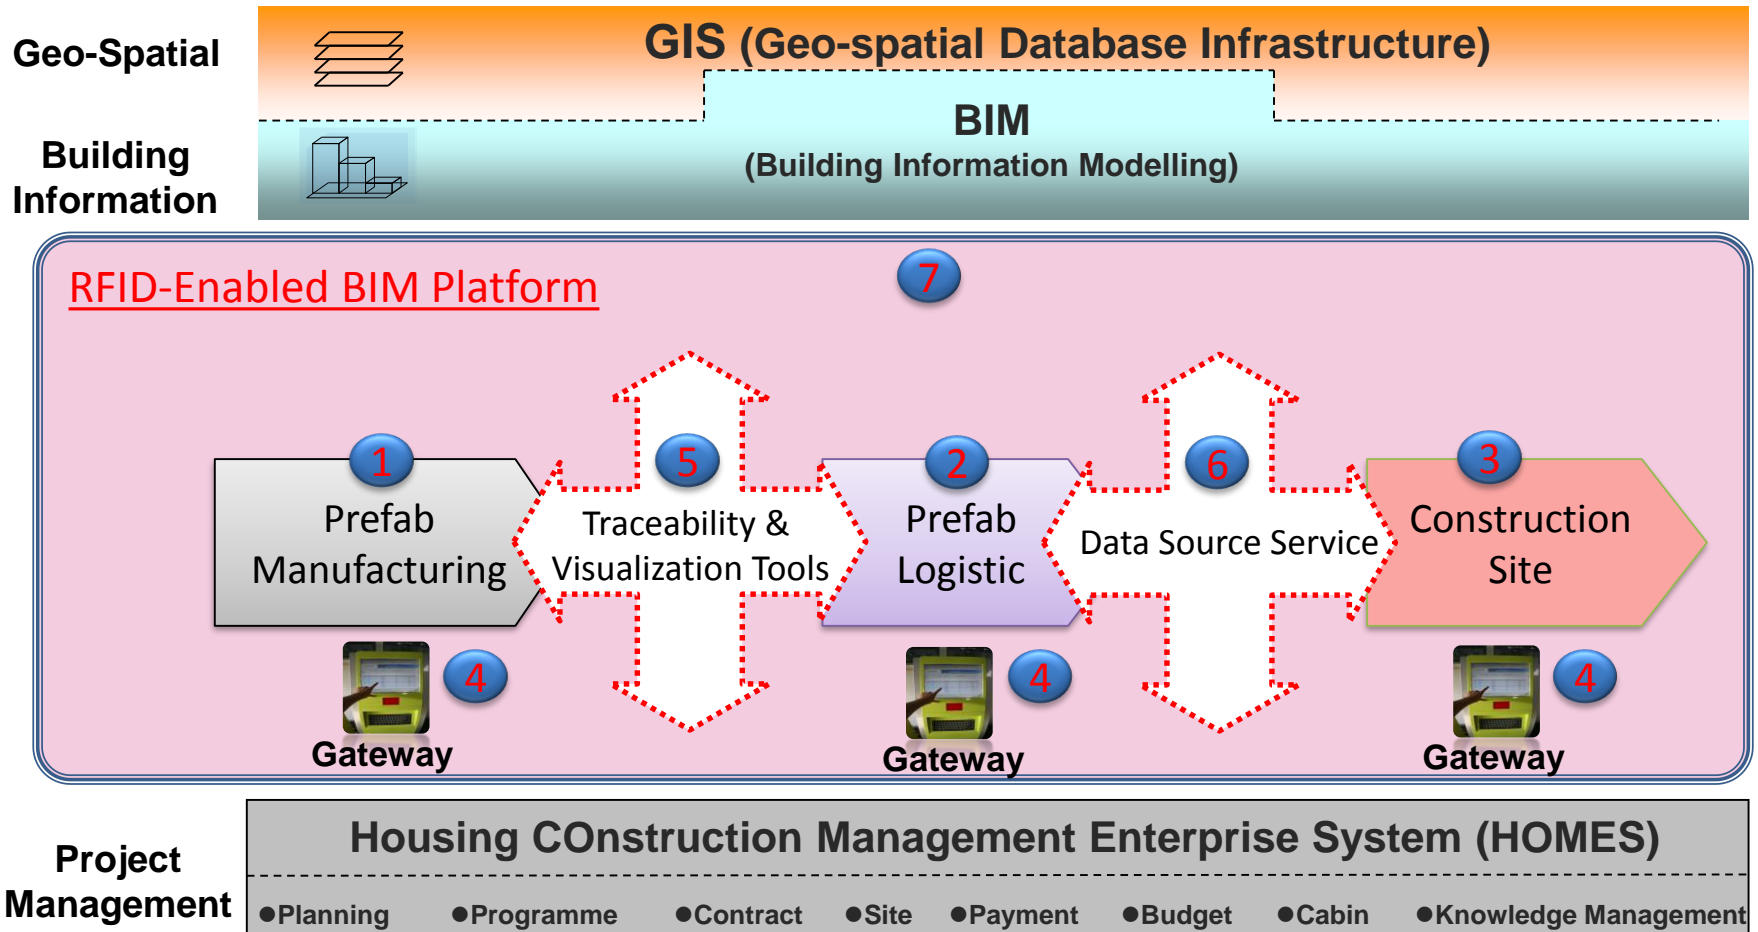 Geo-Spatial
GIS (Geo-spatial Database Infrastructure)
Building
Information
BIM
(Building Information Modelling)
RFID-Enabled BIM Platform
7
1
5
2
6
3
Prefab
Manufacturing
Traceability &
Visualization Tools
Prefab
Logistic
Data Source Service
Construction
Site
4
4
4
Gateway
Gateway
Gateway
Project
Management
Housing COnstruction Management Enterprise System (HOMES)
●Planning ●Programme ●Contract ●Site ●Payment ●Budget ●Cabin ●Knowledge Management